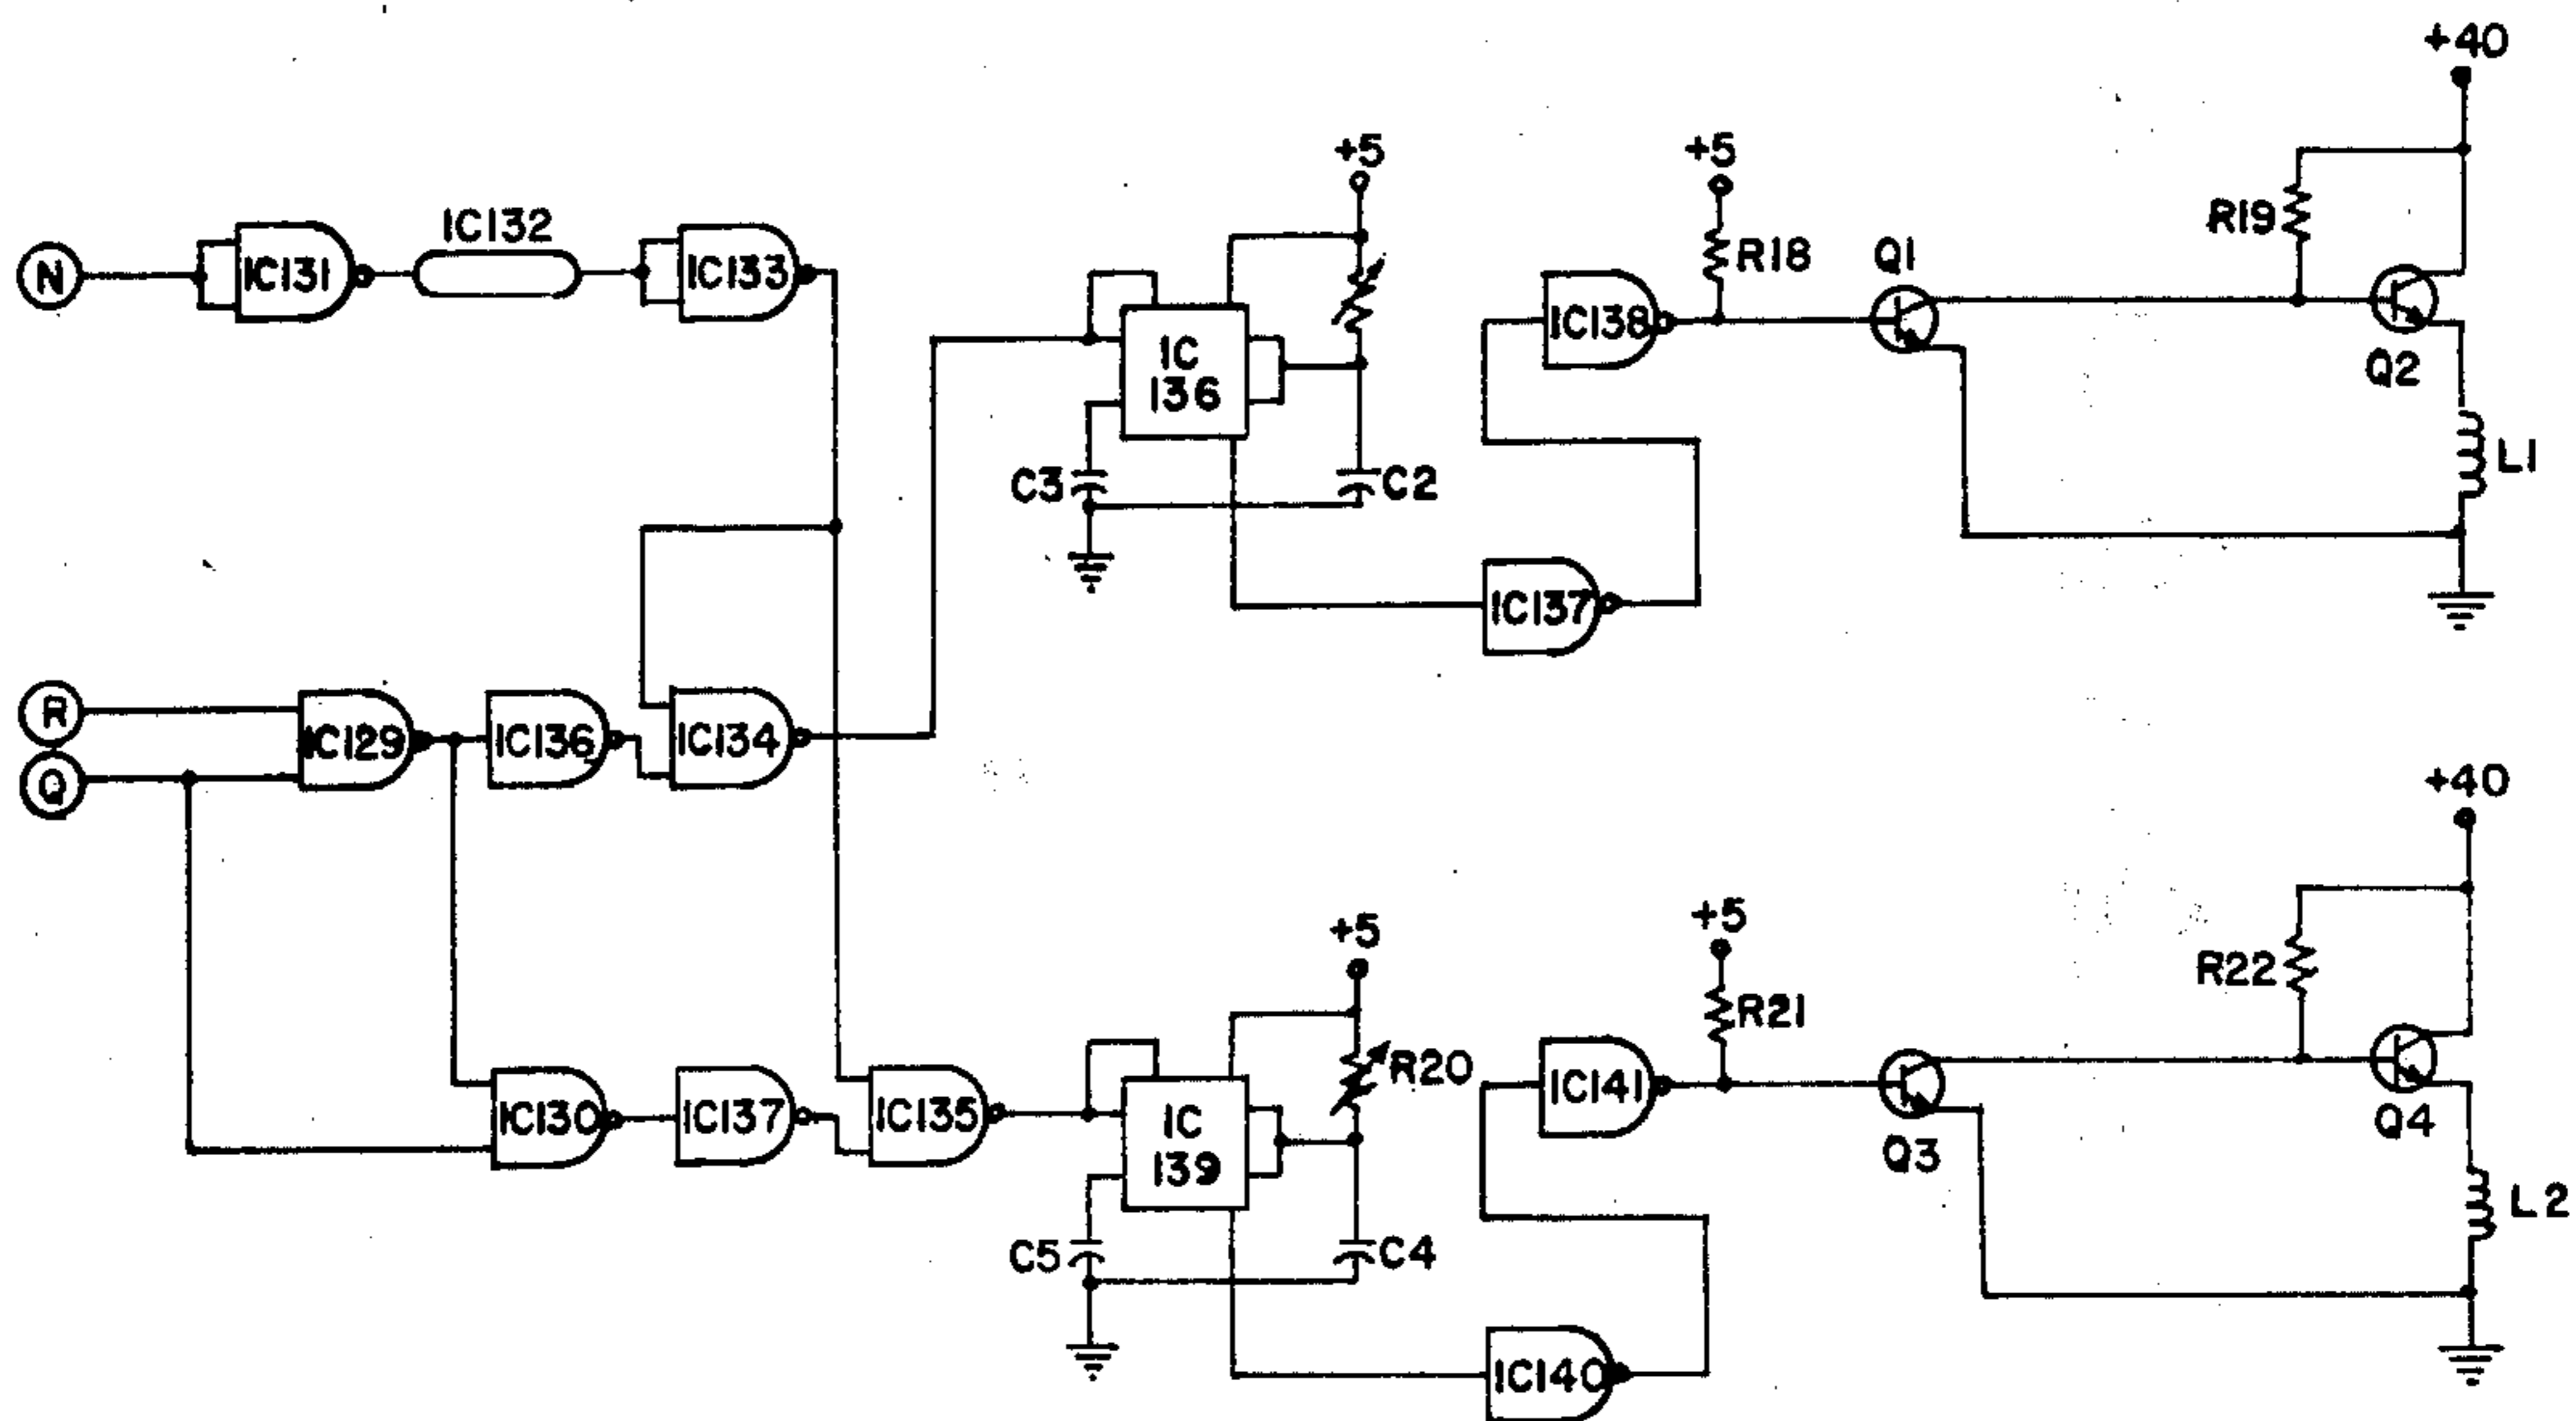 +40
+5
+5
IC132
R19
N
IC131
IC133
R18
Q1
IC138
IC
136
Q2
C3
C2
L1
IC137
R
IC129
IC136
IC134
Q
+40
+5
+5
R22
R21
R20
IC141
IC130
IC137
IC135
IC
139
Q3
Q4
C5
C4
L2
IC140